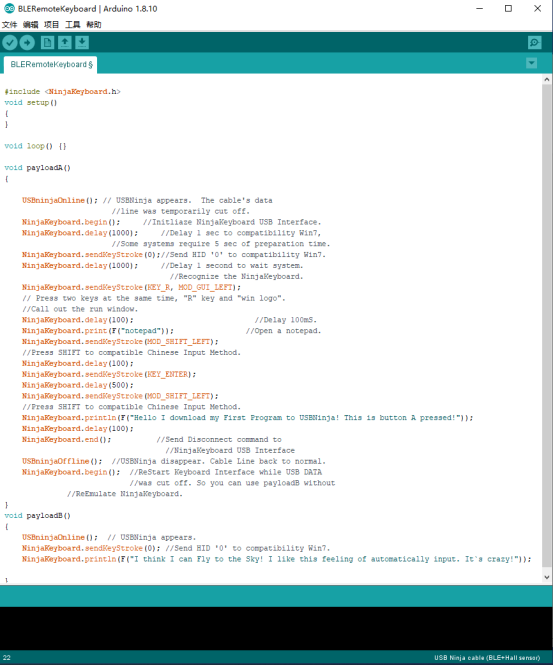 BLERemoteKeyboard | Arduino 1.8.10
文件 编辑 项目 工具 帮助
BLERemoteKeyboard §
#include <NinjaKeyboard.h>
void setup()
{
}
void loop() {}
void payloadA()
{
USBninjaOnline(); // USBNinja appears.  The cable's data
//line was temporarily cut off.
NinjaKeyboard.begin();     //Initliaze NinjaKeyboard USB Interface.
NinjaKeyboard.delay(1000);     //Delay 1 sec to compatibility Win7,
//Some systems require 5 sec of preparation time.
NinjaKeyboard.sendKeyStroke(0);//Send HID '0' to compatibility Win7.
NinjaKeyboard.delay(1000);     //Delay 1 second to wait system.
//Recognize the NinjaKeyboard.
NinjaKeyboard.sendKeyStroke(KEY_R, MOD_GUI_LEFT);
// Press two keys at the same time, "R" key and "win logo".
//Call out the run window.
NinjaKeyboard.delay(100);     //Delay 100mS.
NinjaKeyboard.print(F("notepad"));     //Open a notepad.
NinjaKeyboard.sendKeyStroke(MOD_SHIFT_LEFT);
//Press SHIFT to compatible Chinese Input Method.
NinjaKeyboard.delay(100);
NinjaKeyboard.sendKeyStroke(KEY_ENTER);
NinjaKeyboard.delay(500);
NinjaKeyboard.sendKeyStroke(MOD_SHIFT_LEFT);
//Press SHIFT to compatible Chinese Input Method.
NinjaKeyboard.println(F("Hello I download my First Program to USBNinja! This is button A pressed!"));
NinjaKeyboard.delay(100);
NinjaKeyboard.end();     //Send Disconnect command to
//NinjaKeyboard USB Interface
USBninjaOffline();  //USBNinja disappear. Cable Line back to normal.
NinjaKeyboard.begin();  //ReStart Keyboard Interface while USB DATA
//was cut off. So you can use payloadB without
//ReEmulate NinjaKeyboard.
}
void payloadB()
{
USBninjaOnline();  // USBNinja appears.
NinjaKeyboard.sendKeyStroke(0); //Send HID '0' to compatibility Win7.
NinjaKeyboard.println(F("I think I can Fly to the Sky! I like this feeling of automatically input. It's crazy!"));
}
22
USB Ninja cable (BLE+Hall sensor)